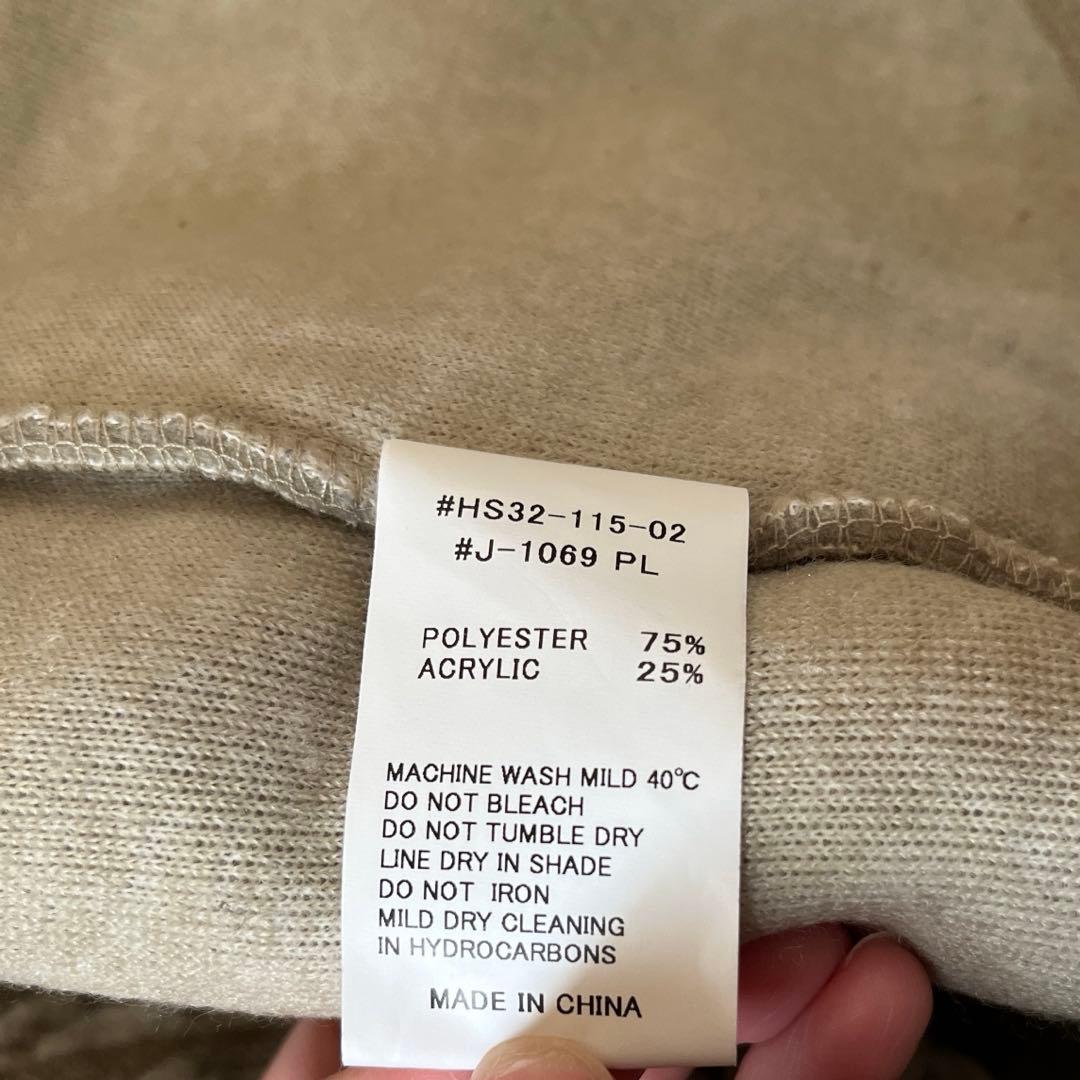 #HS32-115-02
#J-1069 PL
POLYESTER 75%
ACRYLIC 25%
MACHINE WASH MILD 40℃
DO NOT BLEACH
DO NOT TUMBLE DRY
LINE DRY IN SHADE
DO NOT IRON
MILD DRY CLEANING
IN HYDROCARBONS
MADE IN CHINA